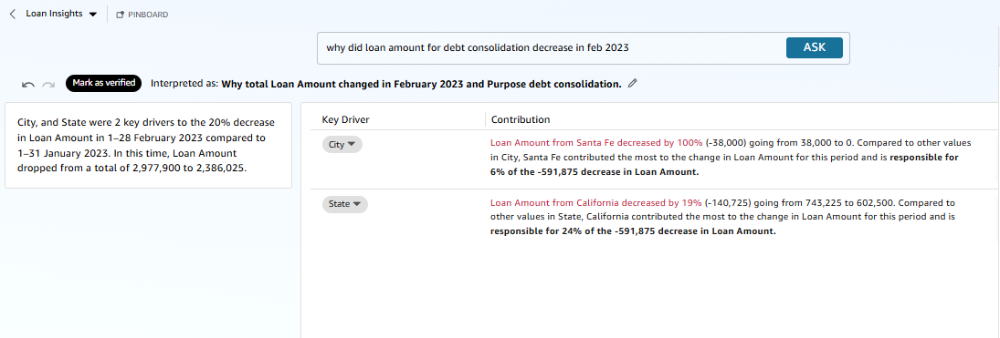 Loan Insights
PINBOARD
why did loan amount for debt consolidation decrease in feb 2023
ASK
Mark as verified
Interpreted as: Why total Loan Amount changed in February 2023 and Purpose debt consolidation.
City, and State were 2 key drivers to the 20% decrease
in Loan Amount in 1–28 February 2023 compared to
1–31 January 2023. In this time, Loan Amount
dropped from a total of 2,977,900 to 2,386,025.
Key Driver
Contribution
City
Loan Amount from Santa Fe decreased by 100% (-38,000) going from 38,000 to 0. Compared to other values
in City, Santa Fe contributed the most to the change in Loan Amount for this period and is responsible for
6% of the -591,875 decrease in Loan Amount.
State
Loan Amount from California decreased by 19% (-140,725) going from 743,225 to 602,500. Compared to
other values in State, California contributed the most to the change in Loan Amount for this period and is
responsible for 24% of the -591,875 decrease in Loan Amount.